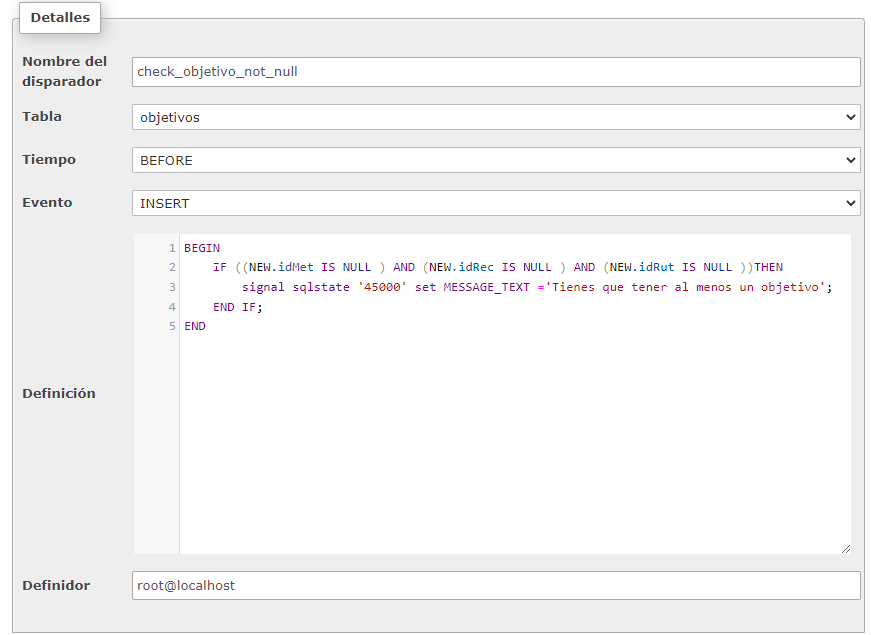 Detalles
Nombre del
disparador
check_objetivo_not_null
Tabla
objetivos
Tiempo
BEFORE
Evento
INSERT
Definición
1 BEGIN
2     IF ((NEW.idMet IS NULL ) AND (NEW.idRec IS NULL ) AND (NEW.idRut IS NULL ))THEN
3         signal sqlstate '45000' set MESSAGE_TEXT ='Tienes que tener al menos un objetivo';
4     END IF;
5 END
Definidor
root@localhost